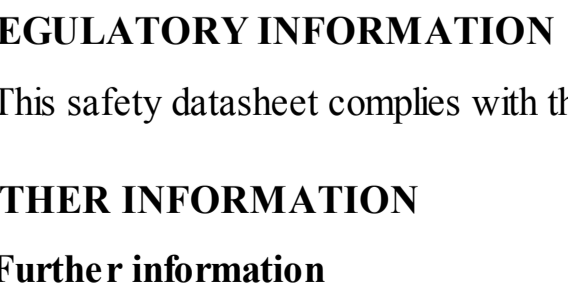 EGULATORY INFORMATION
This safety datasheet complies with th
THER INFORMATION
Further information